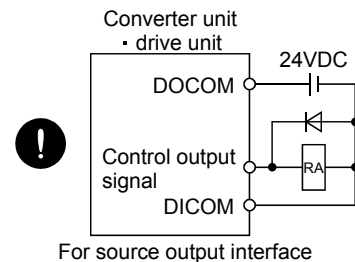 Converter unit
・drive unit
24VDC
DOCOM
Control output
signal
RA
DICOM
For source output interface